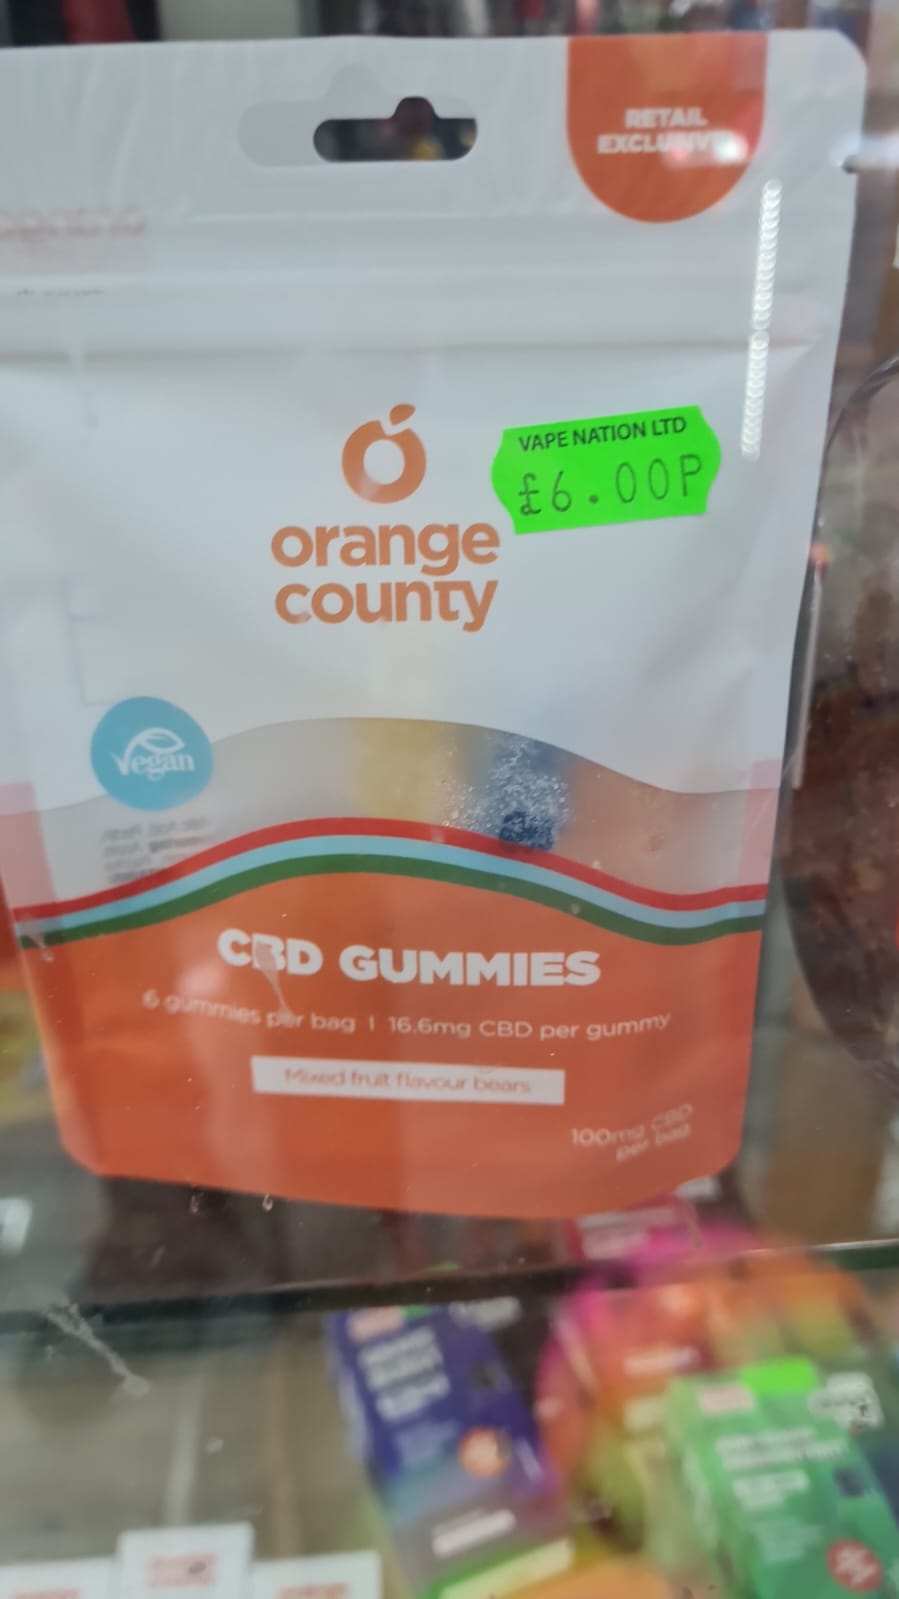 RETAIL
EXCLUSIVE
VAPE NATION LTD
£6.00P
orange
county
vegan
CBD GUMMIES
6 gummies per bag | 16.6mg CBD per gummy
Mixed fruit flavour bears
100mg CBD
per bag